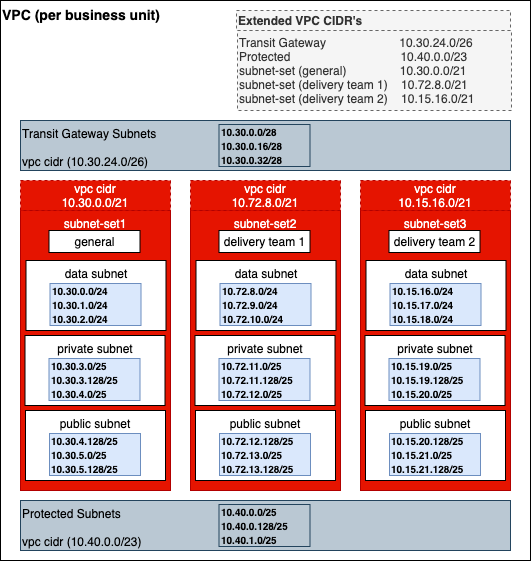 VPC (per business unit)
Extended VPC CIDR's
Transit Gateway 10.30.24.0/26
Protected 10.40.0.0/23
subnet-set (general) 10.30.0.0/21
subnet-set (delivery team 1) 10.72.8.0/21
subnet-set (delivery team 2) 10.15.16.0/21
Transit Gateway Subnets
vpc cidr (10.30.24.0/26)
10.30.0.0/28
10.30.0.16/28
10.30.0.32/28
vpc cidr
10.30.0.0/21
subnet-set1
general
data subnet
10.30.0.0/24
10.30.1.0/24
10.30.2.0/24
private subnet
10.30.3.0/25
10.30.3.128/25
10.30.4.0/25
public subnet
10.30.4.128/25
10.30.5.0/25
10.30.5.128/25
vpc cidr
10.72.8.0/21
subnet-set2
delivery team 1
data subnet
10.72.8.0/24
10.72.9.0/24
10.72.10.0/24
private subnet
10.72.11.0/25
10.72.11.128/25
10.72.12.0/25
public subnet
10.72.12.128/25
10.72.13.0/25
10.72.13.128/25
vpc cidr
10.15.16.0/21
subnet-set3
delivery team 2
data subnet
10.15.16.0/24
10.15.17.0/24
10.15.18.0/24
private subnet
10.15.19.0/25
10.15.19.128/25
10.15.20.0/25
public subnet
10.15.20.128/25
10.15.21.0/25
10.15.21.128/25
Protected Subnets
vpc cidr (10.40.0.0/23)
10.40.0.0/25
10.40.0.128/25
10.40.1.0/25